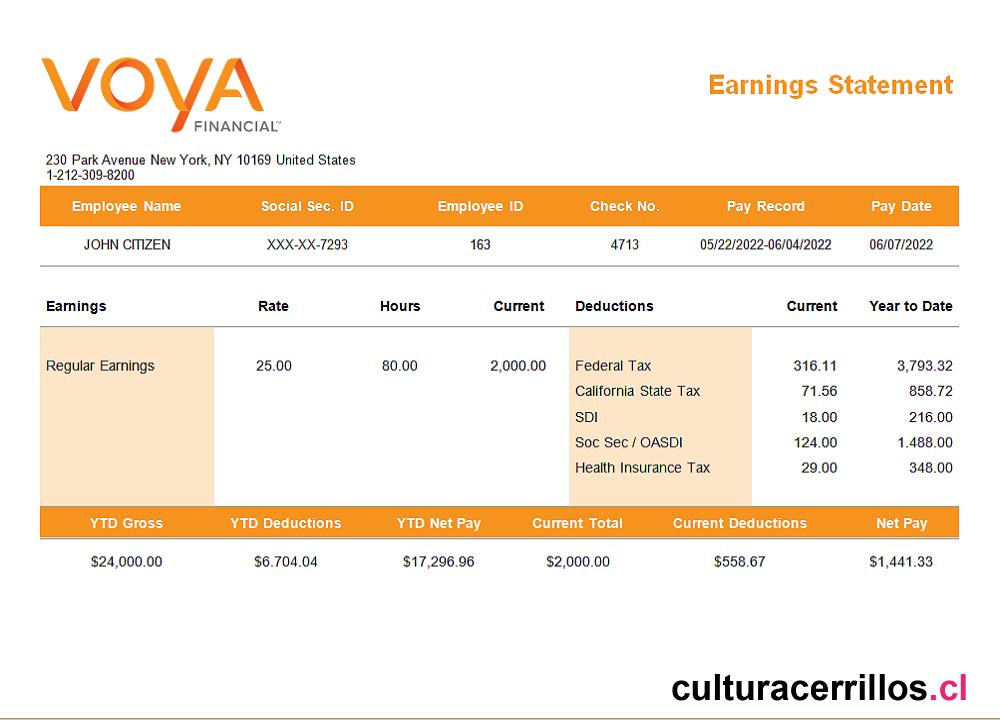 VOYA
FINANCIAL™
Earnings Statement
230 Park Avenue New York, NY 10169 United States
1-212-309-8200
Employee Name Social Sec. ID Employee ID Check No. Pay Record Pay Date
JOHN CITIZEN XXX-XX-7293 163 4713 05/22/2022-06/04/2022 06/07/2022
Earnings Rate Hours Current Deductions Current Year to Date
Regular Earnings 25.00 80.00 2,000.00 Federal Tax 316.11 3,793.32
California State Tax 71.56 858.72
SDI 18.00 216.00
Soc Sec / OASDI 124.00 1.488.00
Health Insurance Tax 29.00 348.00
YTD Gross YTD Deductions YTD Net Pay Current Total Current Deductions Net Pay
$24,000.00 $6.704.04 $17,296.96 $2,000.00 $558.67 $1,441.33
culturacerrillos.cl